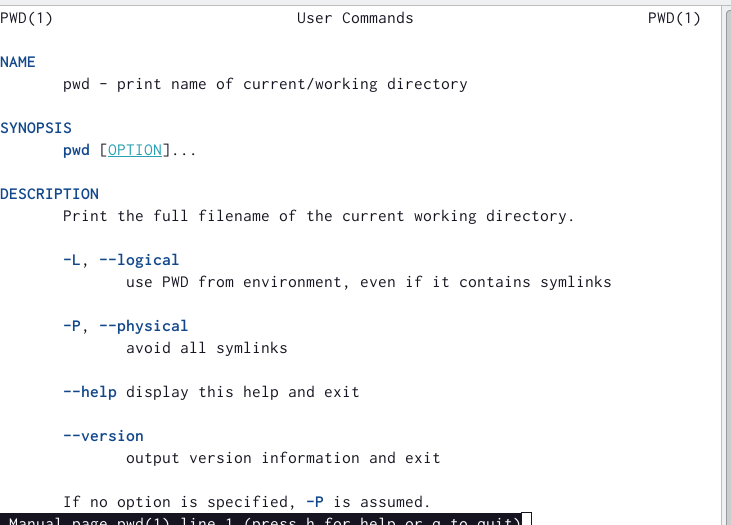 PWD(1) User Commands PWD(1)
NAME
pwd - print name of current/working directory
SYNOPSIS
pwd [OPTION]...
DESCRIPTION
Print the full filename of the current working directory.
-L, --logical
use PWD from environment, even if it contains symlinks
-P, --physical
avoid all symlinks
--help display this help and exit
--version
output version information and exit
If no option is specified, -P is assumed.
Manual page pwd(1) line 1 (press h for help or q to quit)